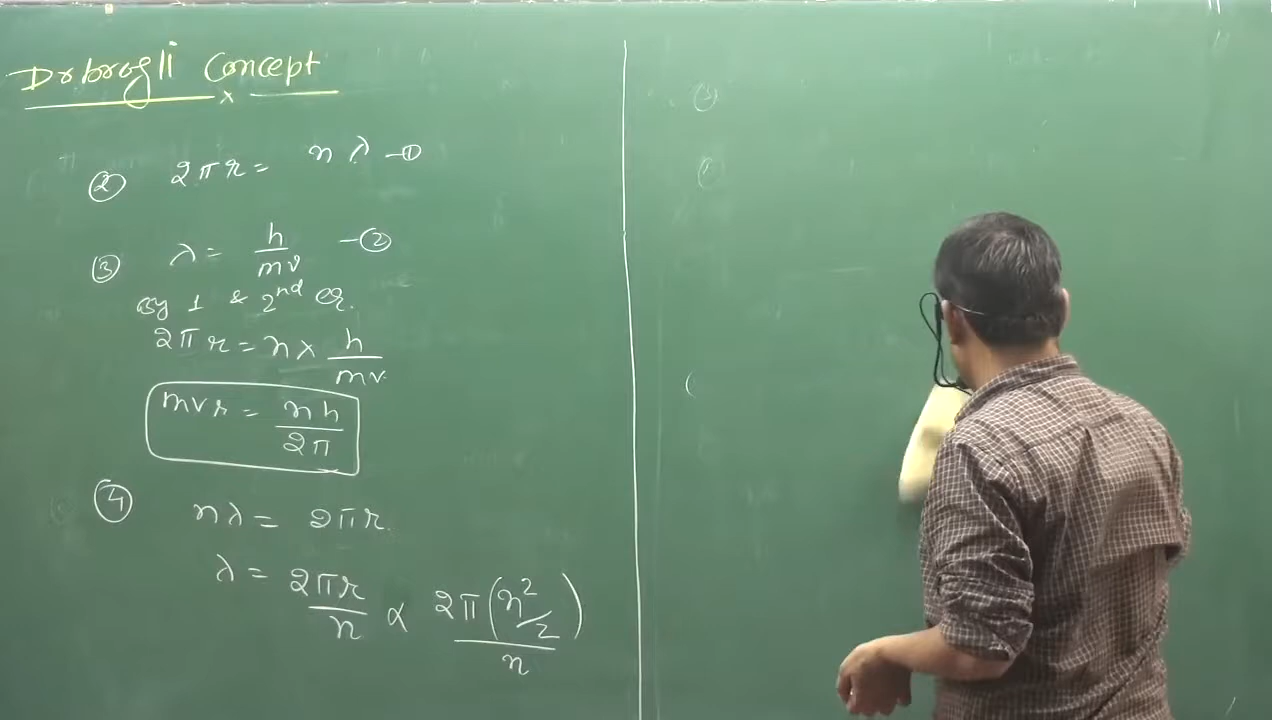 Debrogli Concept
② 2πr = nλ —①
③ λ = h/mv —②
By 1 & 2nd eq.
2πr = n × h/mv
mvr = nh/2π
④ nλ = 2πr
λ = 2πr/n ∝ 2π(n²/z)/n